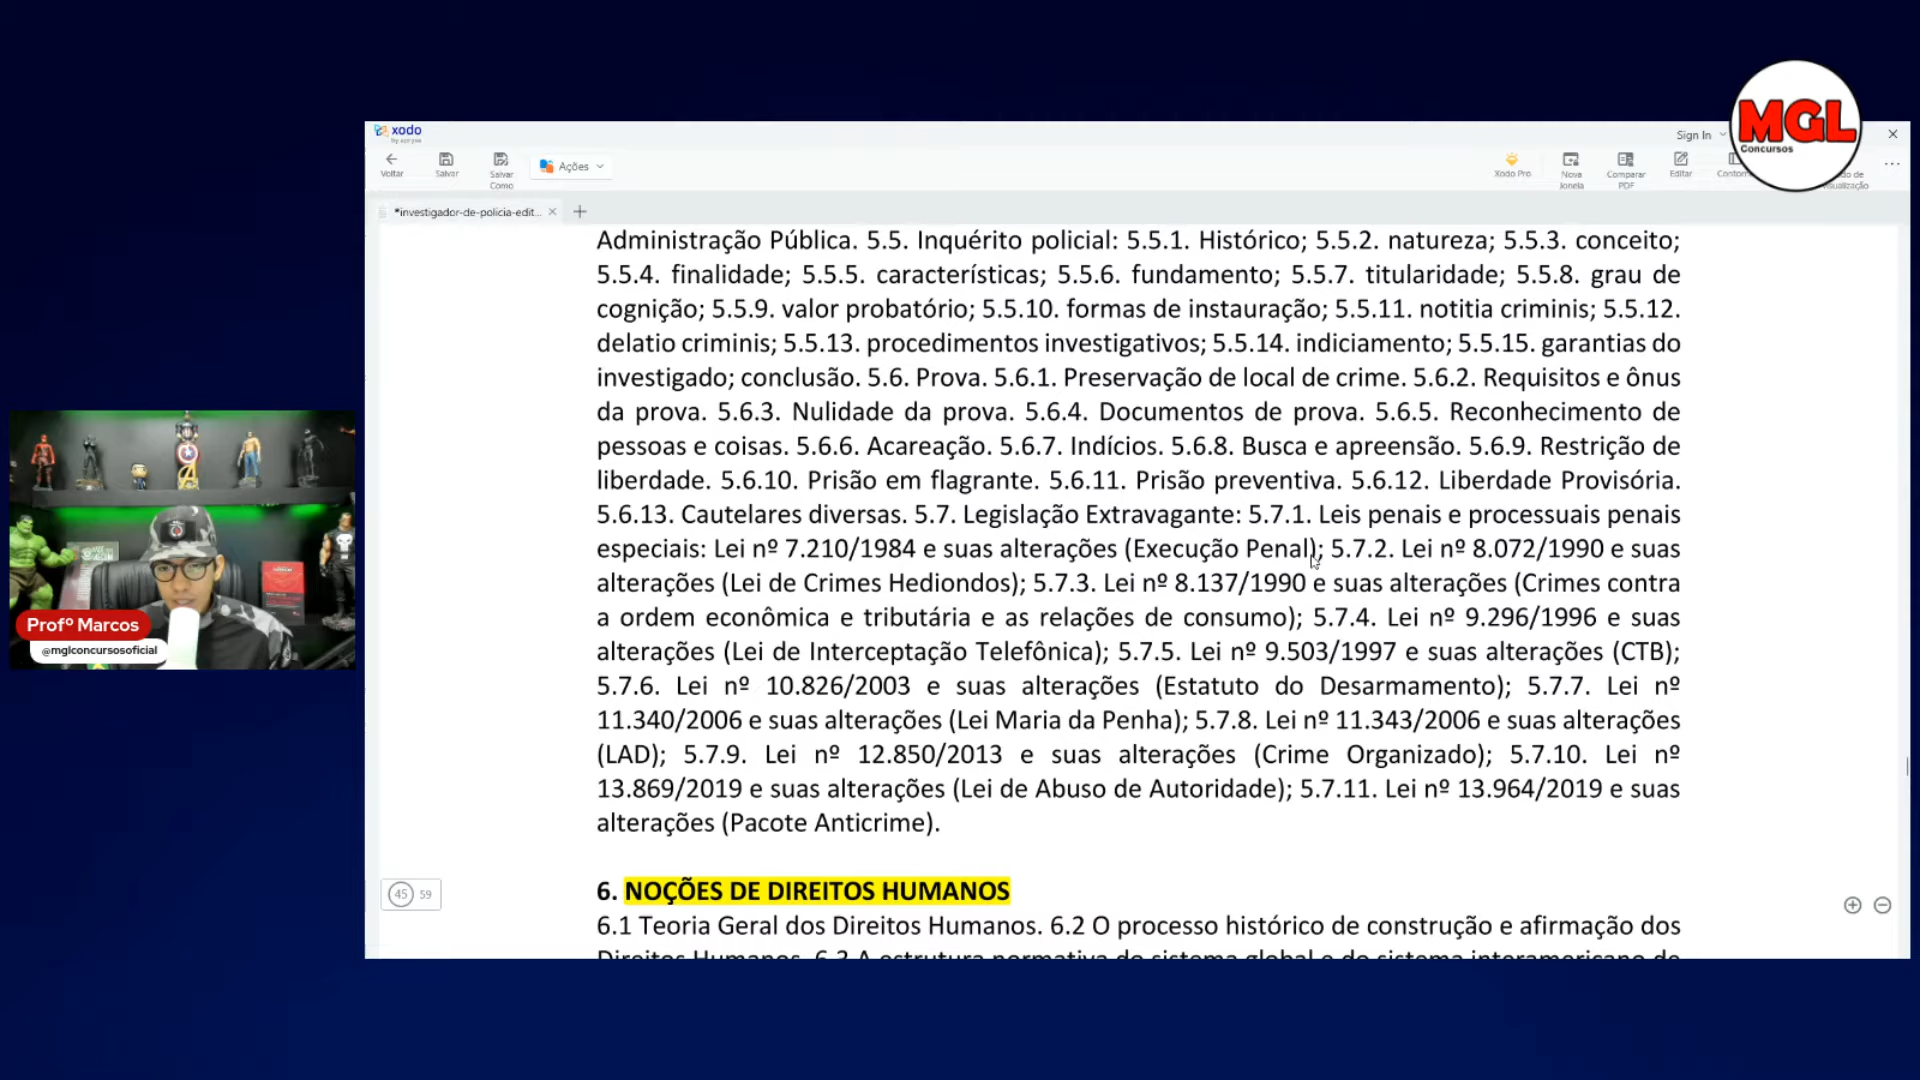 MGL
Concursos
xodo
Sign In
Voltar
Salvar
Salvar
Como
Ações
Xodo Pro
Nova
Janela
Comparar
PDF
Editar
*investigador-de-policia-edit...
Administração Pública. 5.5. Inquérito policial: 5.5.1. Histórico; 5.5.2. natureza; 5.5.3. conceito;
5.5.4. finalidade; 5.5.5. características; 5.5.6. fundamento; 5.5.7. titularidade; 5.5.8. grau de
cognição; 5.5.9. valor probatório; 5.5.10. formas de instauração; 5.5.11. notitia criminis; 5.5.12.
delatio criminis; 5.5.13. procedimentos investigativos; 5.5.14. indiciamento; 5.5.15. garantias do
investigado; conclusão. 5.6. Prova. 5.6.1. Preservação de local de crime. 5.6.2. Requisitos e ônus
da prova. 5.6.3. Nulidade da prova. 5.6.4. Documentos de prova. 5.6.5. Reconhecimento de
pessoas e coisas. 5.6.6. Acareação. 5.6.7. Indícios. 5.6.8. Busca e apreensão. 5.6.9. Restrição de
liberdade. 5.6.10. Prisão em flagrante. 5.6.11. Prisão preventiva. 5.6.12. Liberdade Provisória.
5.6.13. Cautelares diversas. 5.7. Legislação Extravagante: 5.7.1. Leis penais e processuais penais
especiais: Lei nº 7.210/1984 e suas alterações (Execução Penal); 5.7.2. Lei nº 8.072/1990 e suas
alterações (Lei de Crimes Hediondos); 5.7.3. Lei nº 8.137/1990 e suas alterações (Crimes contra
a ordem econômica e tributária e as relações de consumo); 5.7.4. Lei nº 9.296/1996 e suas
alterações (Lei de Interceptação Telefônica); 5.7.5. Lei nº 9.503/1997 e suas alterações (CTB);
5.7.6. Lei nº 10.826/2003 e suas alterações (Estatuto do Desarmamento); 5.7.7. Lei nº
11.340/2006 e suas alterações (Lei Maria da Penha); 5.7.8. Lei nº 11.343/2006 e suas alterações
(LAD); 5.7.9. Lei nº 12.850/2013 e suas alterações (Crime Organizado); 5.7.10. Lei nº
13.869/2019 e suas alterações (Lei de Abuso de Autoridade); 5.7.11. Lei nº 13.964/2019 e suas
alterações (Pacote Anticrime).
6. NOÇÕES DE DIREITOS HUMANOS
6.1 Teoria Geral dos Direitos Humanos. 6.2 O processo histórico de construção e afirmação dos
Direitos Humanos. 6.3 A estrutura normativa do sistema global e do sistema interamericano de
45 59
Profº Marcos
@mglconcursosoficial